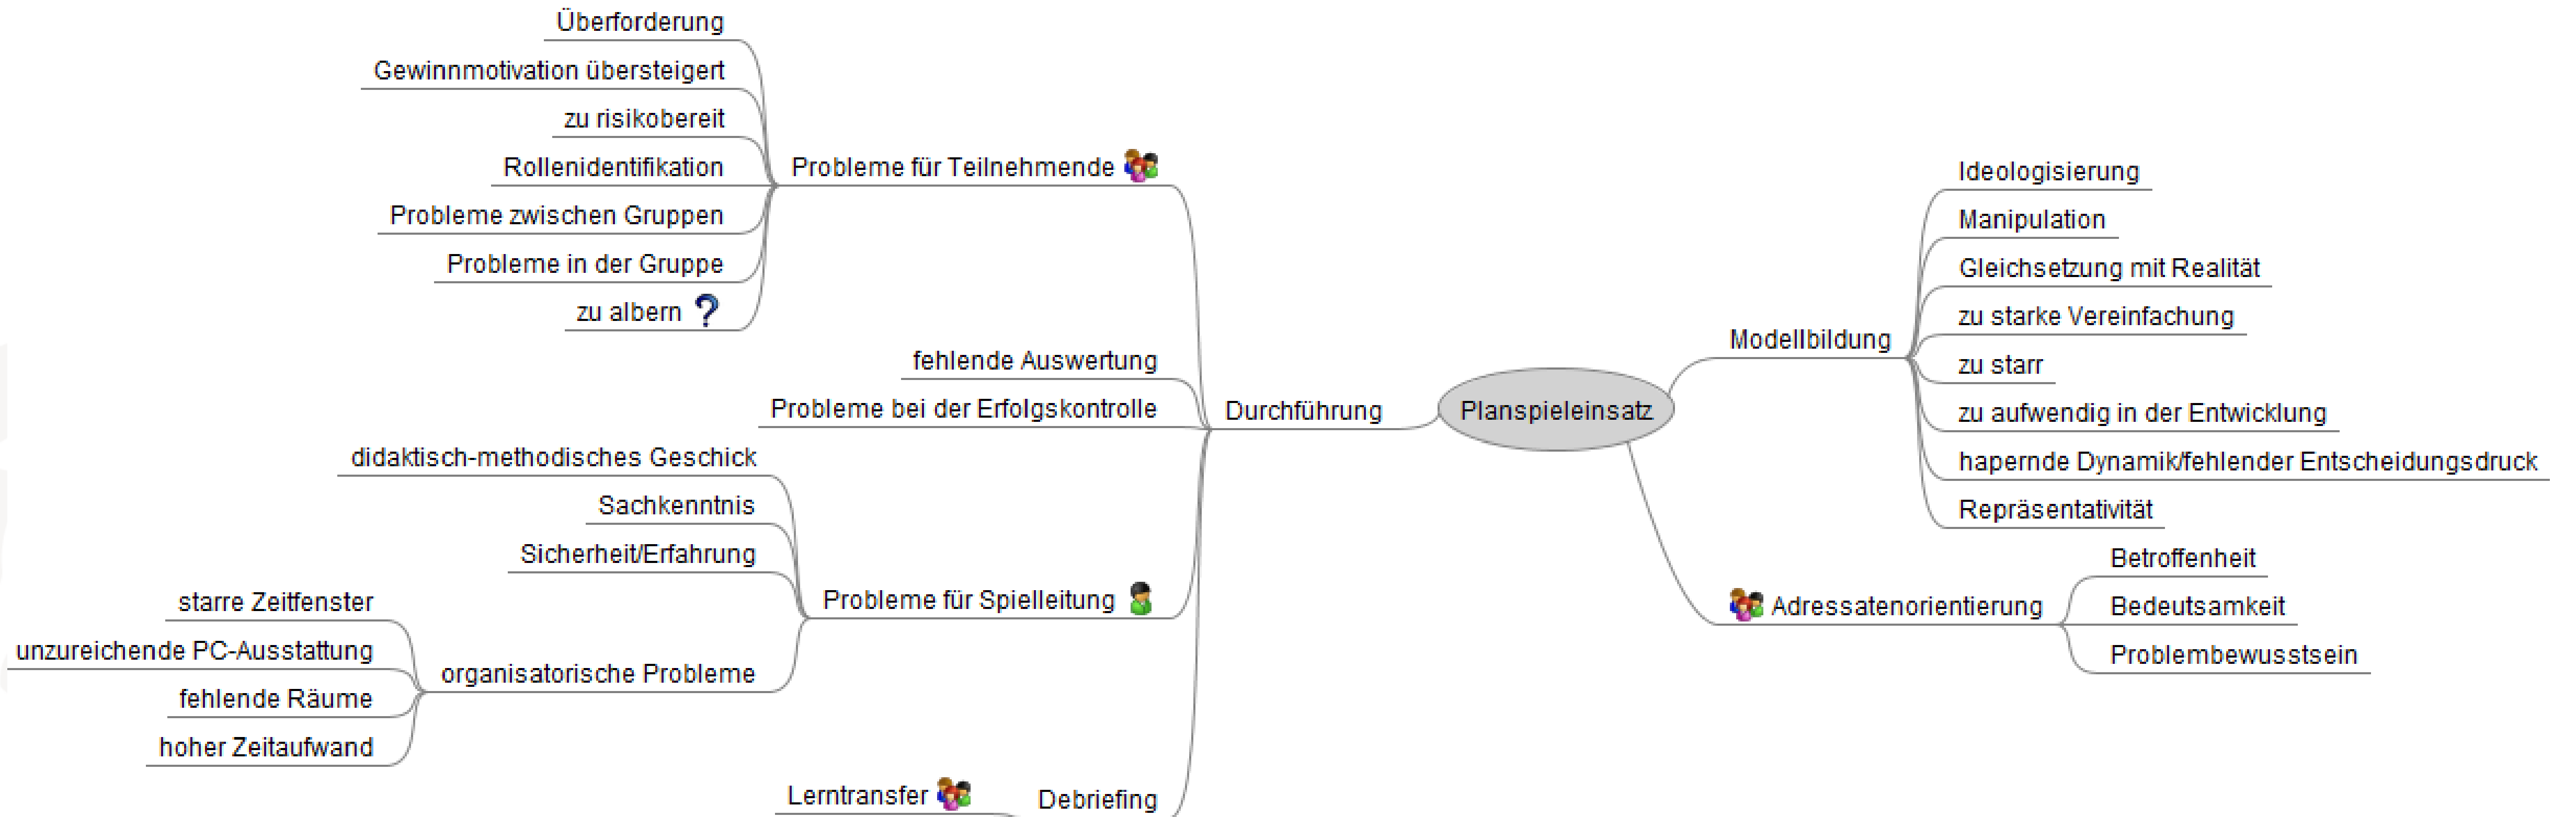 Überforderung
Gewinnmotivation übersteigert
zu risikobereit
Rollenidentifikation
Probleme zwischen Gruppen
Probleme in der Gruppe
zu albern ?
Probleme für Teilnehmende
fehlende Auswertung
Probleme bei der Erfolgskontrolle
didaktisch-methodisches Geschick
Sachkenntnis
Sicherheit/Erfahrung
starre Zeitfenster
unzureichende PC-Ausstattung
fehlende Räume
hoher Zeitaufwand
organisatorische Probleme
Probleme für Spielleitung
Lerntransfer
Debriefing
Durchführung
Planspieleinsatz
Modellbildung
Ideologisierung
Manipulation
Gleichsetzung mit Realität
zu starke Vereinfachung
zu starr
zu aufwendig in der Entwicklung
hapernde Dynamik/fehlender Entscheidungsdruck
Repräsentativität
Adressatenorientierung
Betroffenheit
Bedeutsamkeit
Problembewusstsein